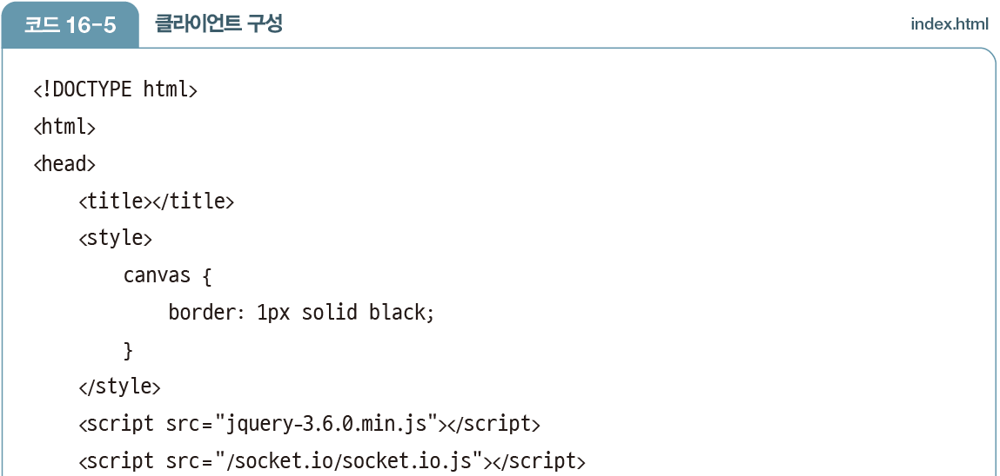 코드 16-5 클라이언트 구성 index.html
<!DOCTYPE html>
<html>
<head>
    <title></title>
    <style>
        canvas {
            border: 1px solid black;
        }
    </style>
    <script src="jquery-3.6.0.min.js"></script>
    <script src="/socket.io/socket.io.js"></script>